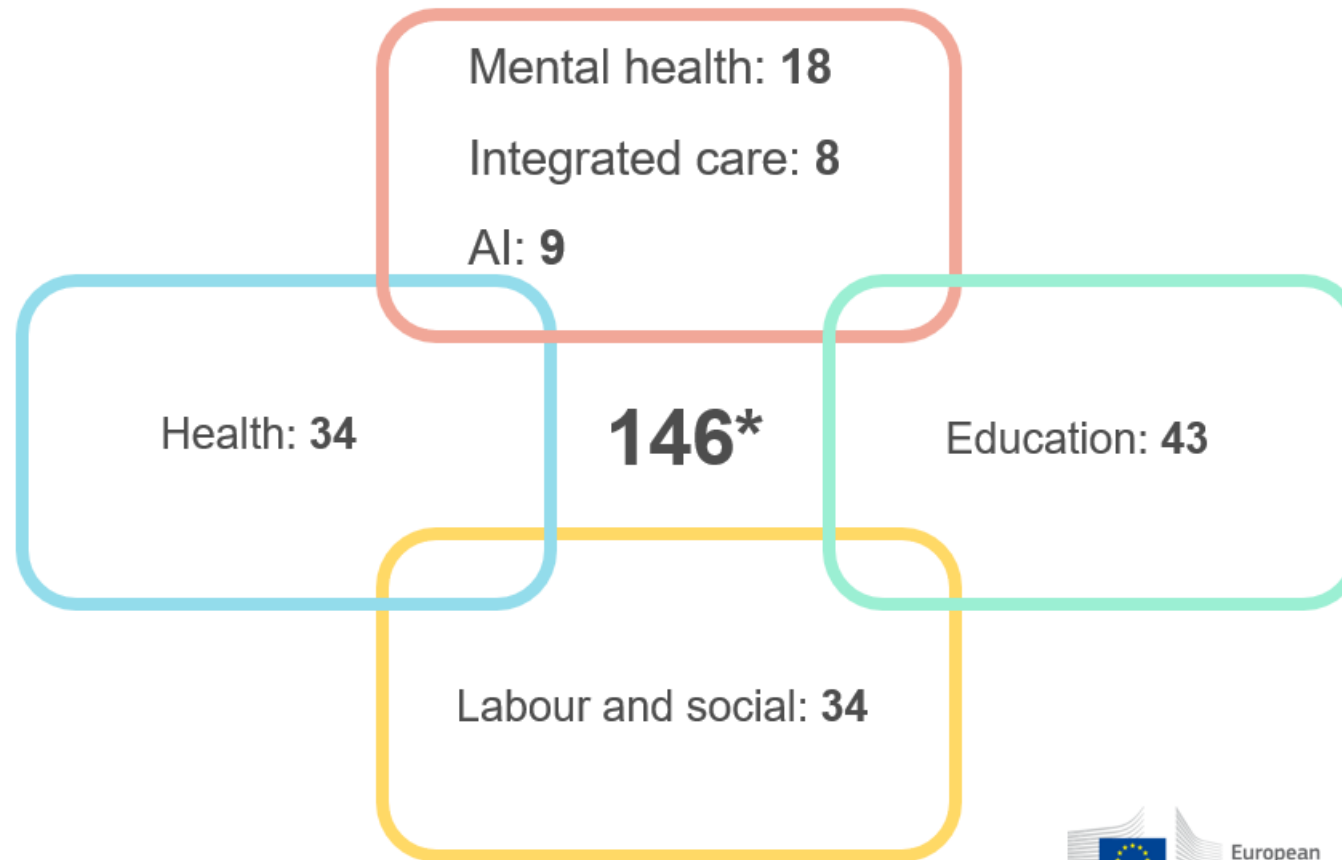 Mental health: 18
Integrated care: 8
AI: 9
Health: 34
146*
Education: 43
Labour and social: 34
European